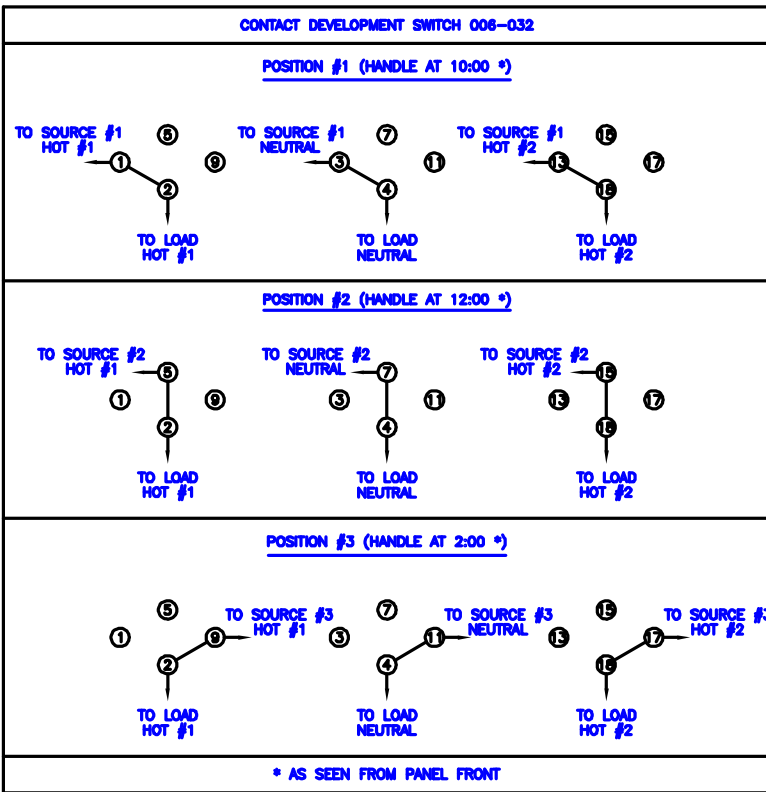 CONTACT DEVELOPMENT SWITCH 006-032
POSITION #1 (HANDLE AT 10:00 *)
TO SOURCE #1
HOT #1
5
1
9
2
TO LOAD
HOT #1
TO SOURCE #1
NEUTRAL
7
3
11
4
TO LOAD
NEUTRAL
TO SOURCE #1
HOT #2
15
13
17
18
TO LOAD
HOT #2
POSITION #2 (HANDLE AT 12:00 *)
TO SOURCE #2
HOT #1
5
1
9
2
TO LOAD
HOT #1
TO SOURCE #2
NEUTRAL
7
3
11
4
TO LOAD
NEUTRAL
TO SOURCE #2
HOT #2
15
13
17
18
TO LOAD
HOT #2
POSITION #3 (HANDLE AT 2:00 *)
5
TO SOURCE #3
HOT #1
1
9
2
TO LOAD
HOT #1
7
TO SOURCE #3
NEUTRAL
3
11
4
TO LOAD
NEUTRAL
15
TO SOURCE #3
HOT #2
13
17
18
TO LOAD
HOT #2
* AS SEEN FROM PANEL FRONT